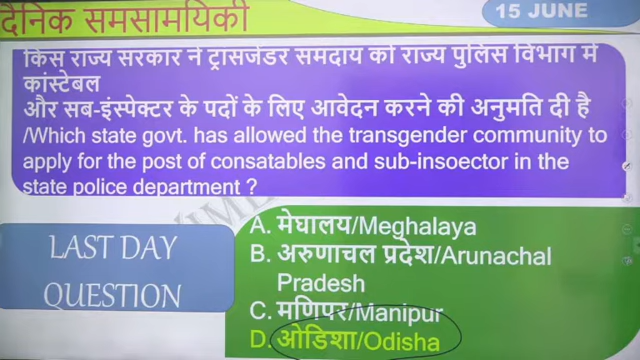 दैनिक समसामयिकी
15 JUNE
किस राज्य सरकार ने ट्रांसजेंडर समुदाय को राज्य पुलिस विभाग में
कांस्टेबल
और सब-इंस्पेक्टर के पदों के लिए आवेदन करने की अनुमति दी है
/Which state govt. has allowed the transgender community to
apply for the post of consatables and sub-insoector in the
state police department ?
LAST DAY
QUESTION
A. मेघालय/Meghalaya
B. अरुणाचल प्रदेश/Arunachal
Pradesh
C. मणिपुर/Manipur
D. ओडिशा/Odisha